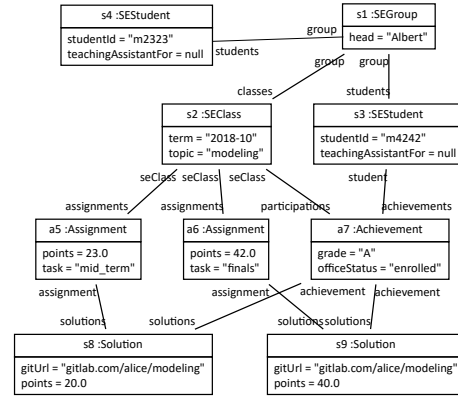 s4 :SEStudent
studentId = "m2323"
teachingAssistantFor = null
s1 :SEGroup
head = "Albert"
group
students
group
group
classes
students
s2 :SEClass
term = "2018-10"
topic = "modeling"
s3 :SEStudent
studentId = "m4242"
teachingAssistantFor = null
seClass
seClass
seClass
student
assignments
assignments
participations
achievements
a5 :Assignment
points = 23.0
task = "mid_term"
a6 :Assignment
points = 42.0
task = "finals"
a7 :Achievement
grade = "A"
officeStatus = "enrolled"
assignment
assignment
achievement
achievement
solutions
solutions
solutions
solutions
s8 :Solution
gitUrl = "gitlab.com/alice/modeling"
points = 20.0
s9 :Solution
gitUrl = "gitlab.com/alice/modeling"
points = 40.0